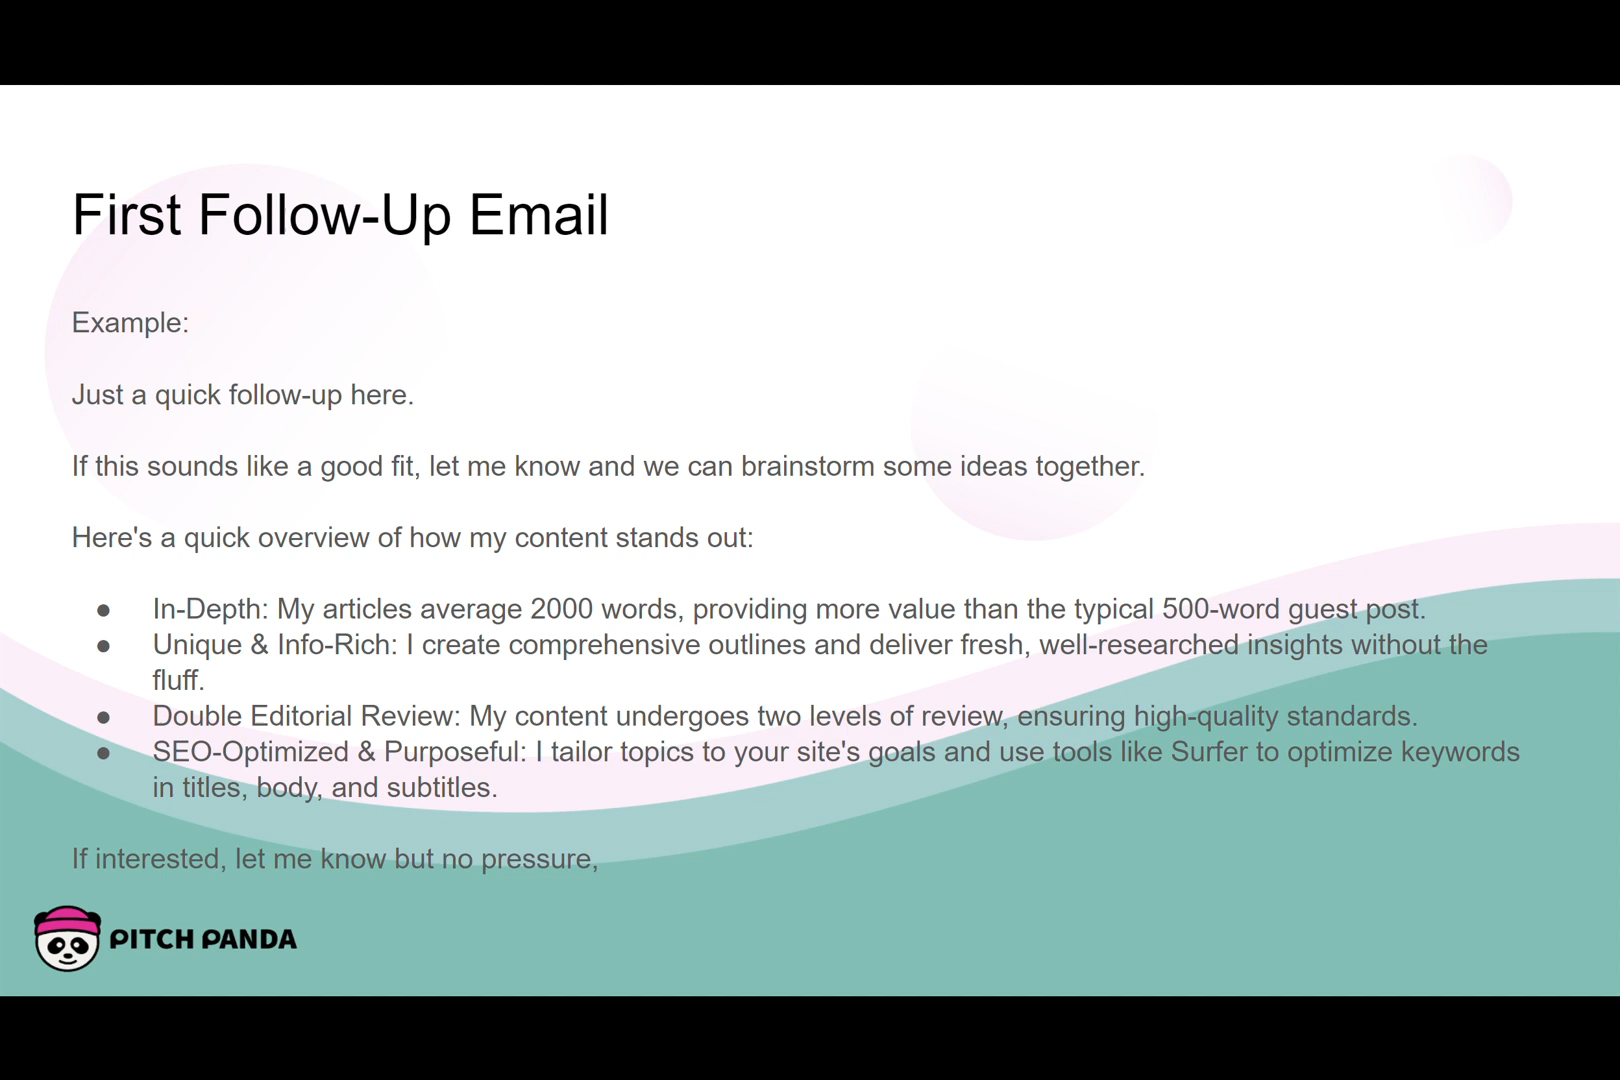 First Follow-Up Email
Example:
Just a quick follow-up here.
If this sounds like a good fit, let me know and we can brainstorm some ideas together.
Here's a quick overview of how my content stands out:
● In-Depth: My articles average 2000 words, providing more value than the typical 500-word guest post.
● Unique & Info-Rich: I create comprehensive outlines and deliver fresh, well-researched insights without the
fluff.
● Double Editorial Review: My content undergoes two levels of review, ensuring high-quality standards.
● SEO-Optimized & Purposeful: I tailor topics to your site's goals and use tools like Surfer to optimize keywords
in titles, body, and subtitles.
If interested, let me know but no pressure,
PITCH PANDA